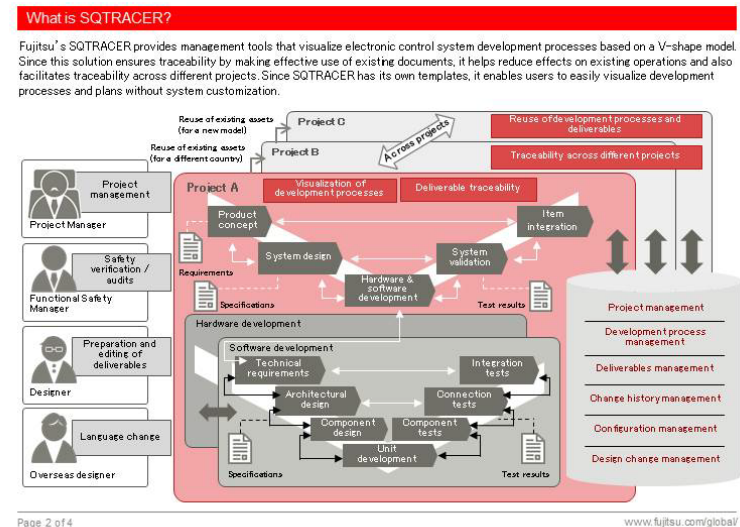 What is SQTRACER?
Fujitsu's SQTRACER provides management tools that visualize electronic control system development processes based on a V-shape model.
Since this solution ensures traceability by making effective use of existing documents, it helps reduce effects on existing operations and also
facilitates traceability across different projects. Since SQTRACER has its own templates, it enables users to easily visualize development
processes and plans without system customization.
Reuse of existing assets
(for a new model)
Project C
Across projects
Reuse of development processes and
deliverables
Reuse of existing assets
(for a different country)
Project B
Traceability across different projects
Project A
Visualization of
development processes
Deliverable traceability
Project
management
Project Manager
Safety
verification /
audits
Functional Safety
Manager
Preparation and
editing of
deliverables
Designer
Language change
Overseas designer
Product
concept
Item
integration
Requirements
System design
System
validation
Hardware &
software
development
Specifications
Test results
Hardware development
Software development
Technical
requirements
Integration
tests
Architectural
design
Connection
tests
Component
design
Component
tests
Unit
development
Specifications
Test results
Project management
Development process
management
Deliverables management
Change history management
Configuration management
Design change management
Page 2 of 4
www.fujitsu.com/global/